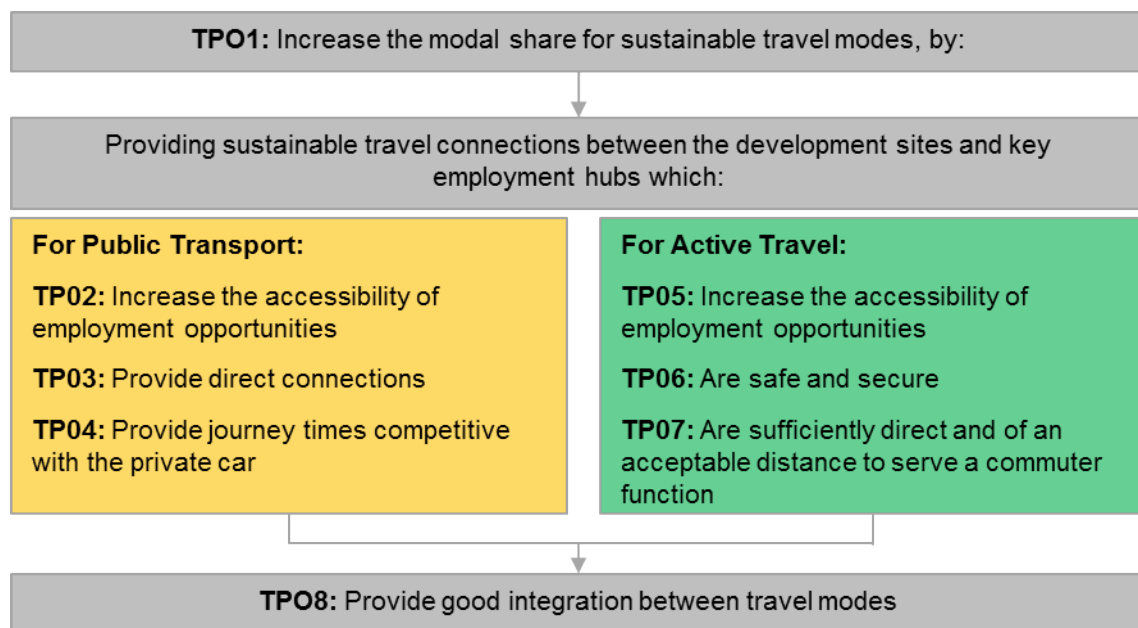 TPO1: Increase the modal share for sustainable travel modes, by:
Providing sustainable travel connections between the development sites and key
employment hubs which:
For Public Transport:
TP02: Increase the accessibility of
employment opportunities
TP03: Provide direct connections
TP04: Provide journey times competitive
with the private car
For Active Travel:
TP05: Increase the accessibility of
employment opportunities
TP06: Are safe and secure
TP07: Are sufficiently direct and of an
acceptable distance to serve a commuter
function
TPO8: Provide good integration between travel modes